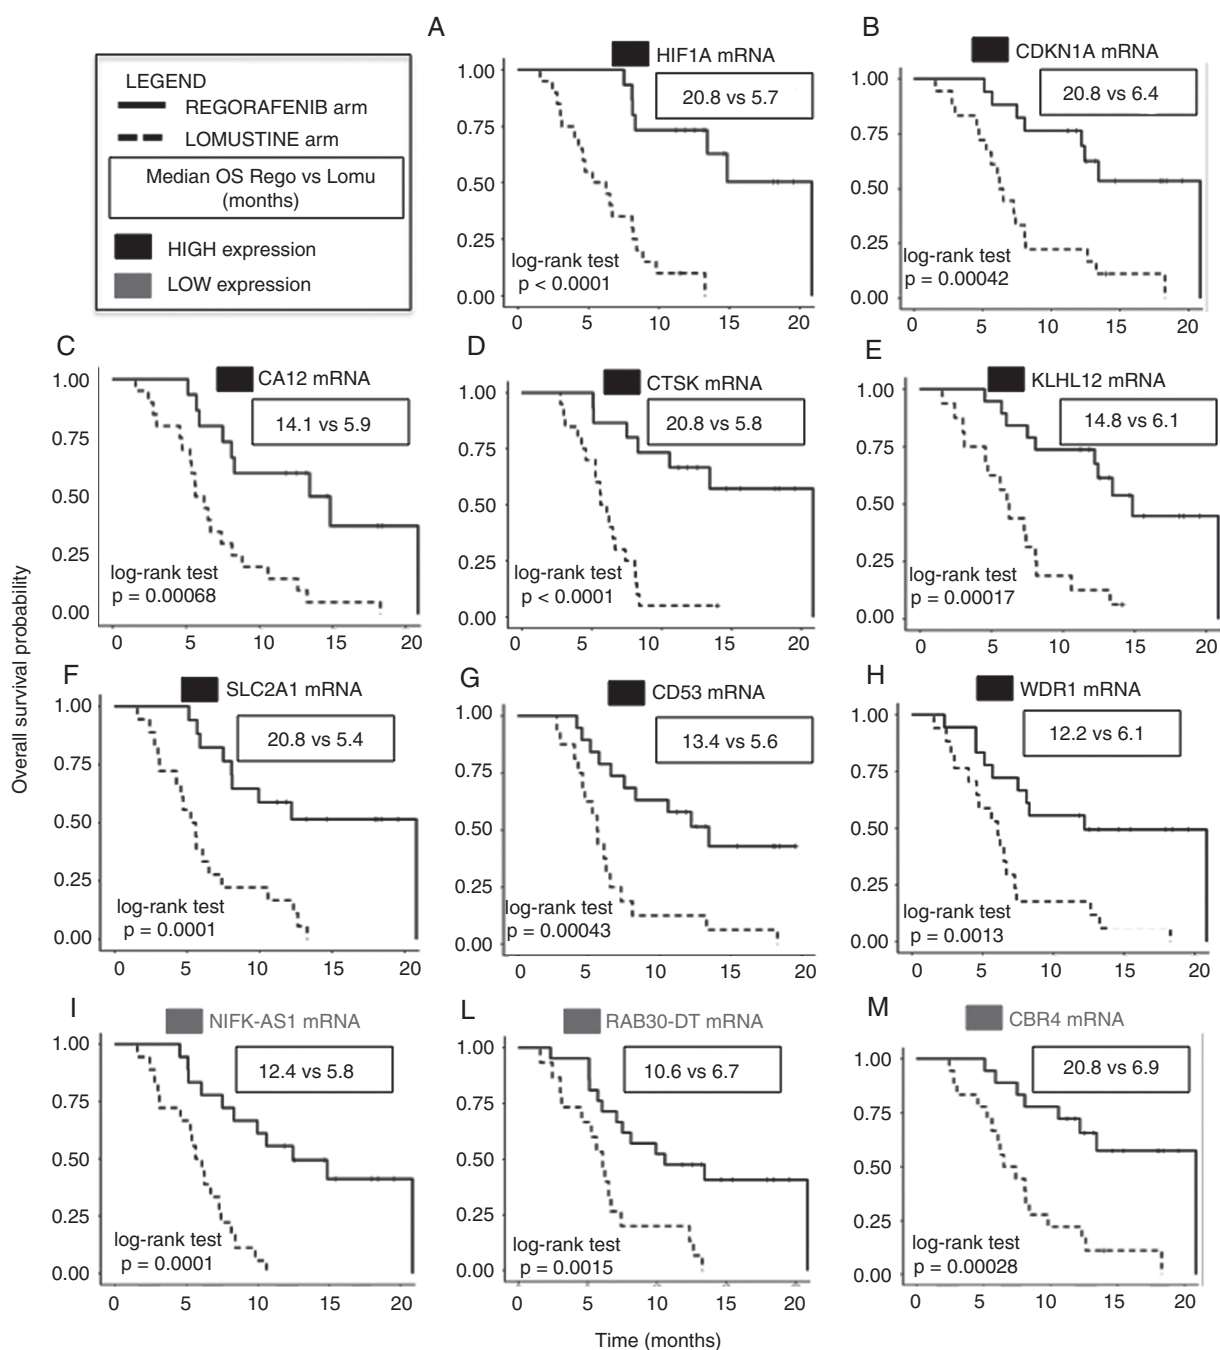 A
HIF1A mRNA
20.8 vs 5.7
1.00
0.75
0.50
0.25
0.00
log-rank test
p < 0.0001
0 5 10 15 20
B
CDKN1A mRNA
20.8 vs 6.4
1.00
0.75
0.50
0.25
0.00
log-rank test
p = 0.00042
0 5 10 15 20
LEGEND
REGORAFENIB arm
LOMUSTINE arm
Median OS Rego vs Lomu
(months)
HIGH expression
LOW expression
C
CA12 mRNA
14.1 vs 5.9
1.00
0.75
0.50
0.25
0.00
log-rank test
p = 0.00068
0 5 10 15 20
D
CTSK mRNA
20.8 vs 5.8
1.00
0.75
0.50
0.25
0.00
log-rank test
p < 0.0001
0 5 10 15 20
E
KLHL12 mRNA
14.8 vs 6.1
1.00
0.75
0.50
0.25
0.00
log-rank test
p = 0.00017
0 5 10 15 20
Overall survival probability
F
SLC2A1 mRNA
20.8 vs 5.4
1.00
0.75
0.50
0.25
0.00
log-rank test
p = 0.0001
0 5 10 15 20
G
CD53 mRNA
13.4 vs 5.6
1.00
0.75
0.50
0.25
0.00
log-rank test
p = 0.00043
0 5 10 15 20
H
WDR1 mRNA
12.2 vs 6.1
1.00
0.75
0.50
0.25
0.00
log-rank test
p = 0.0013
0 5 10 15 20
I
NIFK-AS1 mRNA
12.4 vs 5.8
1.00
0.75
0.50
0.25
0.00
log-rank test
p = 0.0001
0 5 10 15 20
L
RAB30-DT mRNA
10.6 vs 6.7
1.00
0.75
0.50
0.25
0.00
log-rank test
p = 0.0015
0 5 10 15 20
M
CBR4 mRNA
20.8 vs 6.9
1.00
0.75
0.50
0.25
0.00
log-rank test
p = 0.00028
0 5 10 15 20
Time (months)